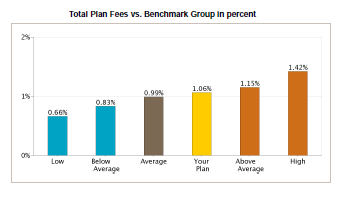 Total Plan Fees vs. Benchmark Group in percent
2%
1%
0%
0.66%
0.83%
0.99%
1.06%
1.15%
1.42%
Low
Below Average
Average
Your Plan
Above Average
High